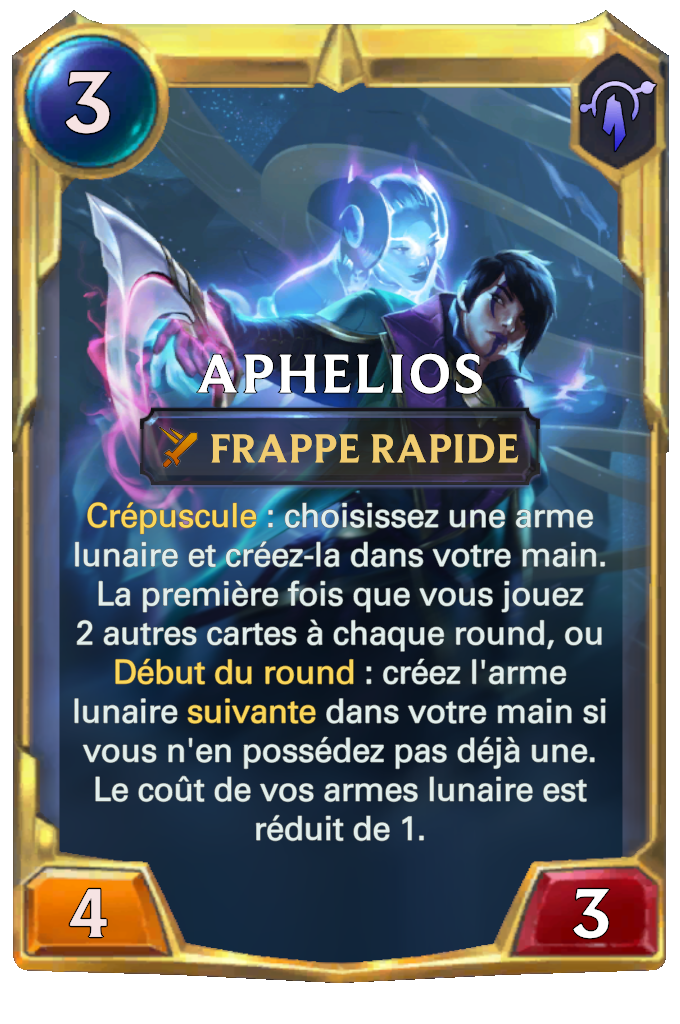 3
APHELIOS
FRAPPE RAPIDE
Crépuscule : choisissez une arme
lunaire et créez-la dans votre main.
La première fois que vous jouez
2 autres cartes à chaque round, ou
Début du round : créez l'arme
lunaire suivante dans votre main si
vous n'en possédez pas déjà une.
Le coût de vos armes lunaire est
réduit de 1.
4
3